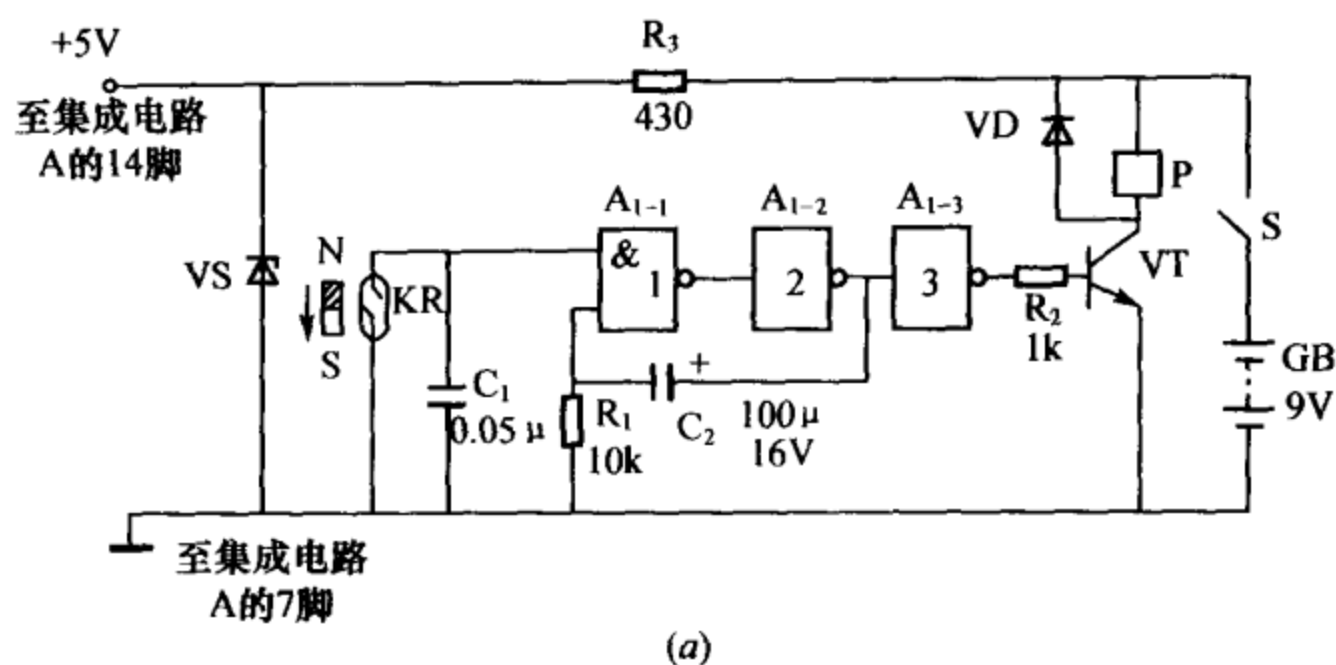 +5V
至集成电路
A的14脚
R₃
430
VD
P
A₁₋₁
A₁₋₂
A₁₋₃
S
VS
N
KR
S
&
1
2
3
VT
R₂
1k
GB
9V
C₁
0.05μ
R₁
10k
+
C₂
100μ
16V
至集成电路
A的7脚
(a)